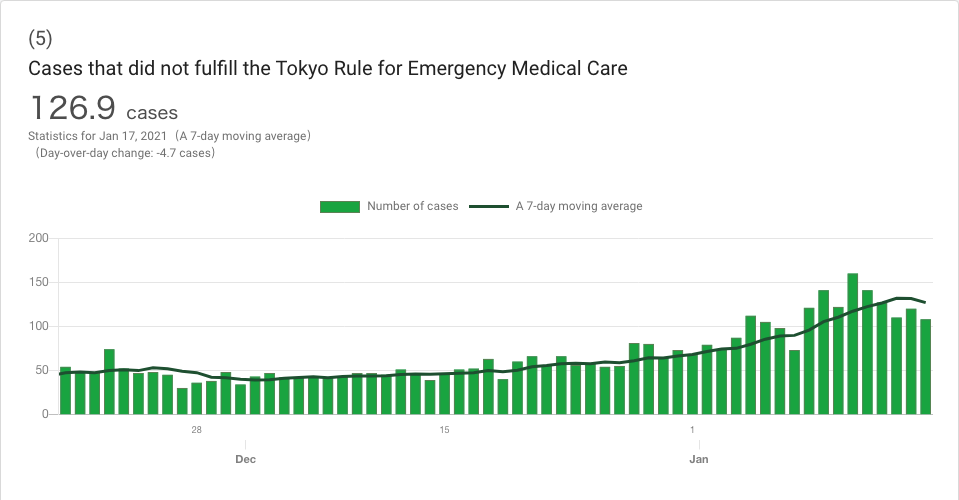 (5)
Cases that did not fulfill the Tokyo Rule for Emergency Medical Care
126.9 cases
Statistics for Jan 17, 2021（A 7-day moving average）
（Day-over-day change: -4.7 cases）
Number of cases A 7-day moving average
200
150
100
50
0
28 15 1
Dec Jan